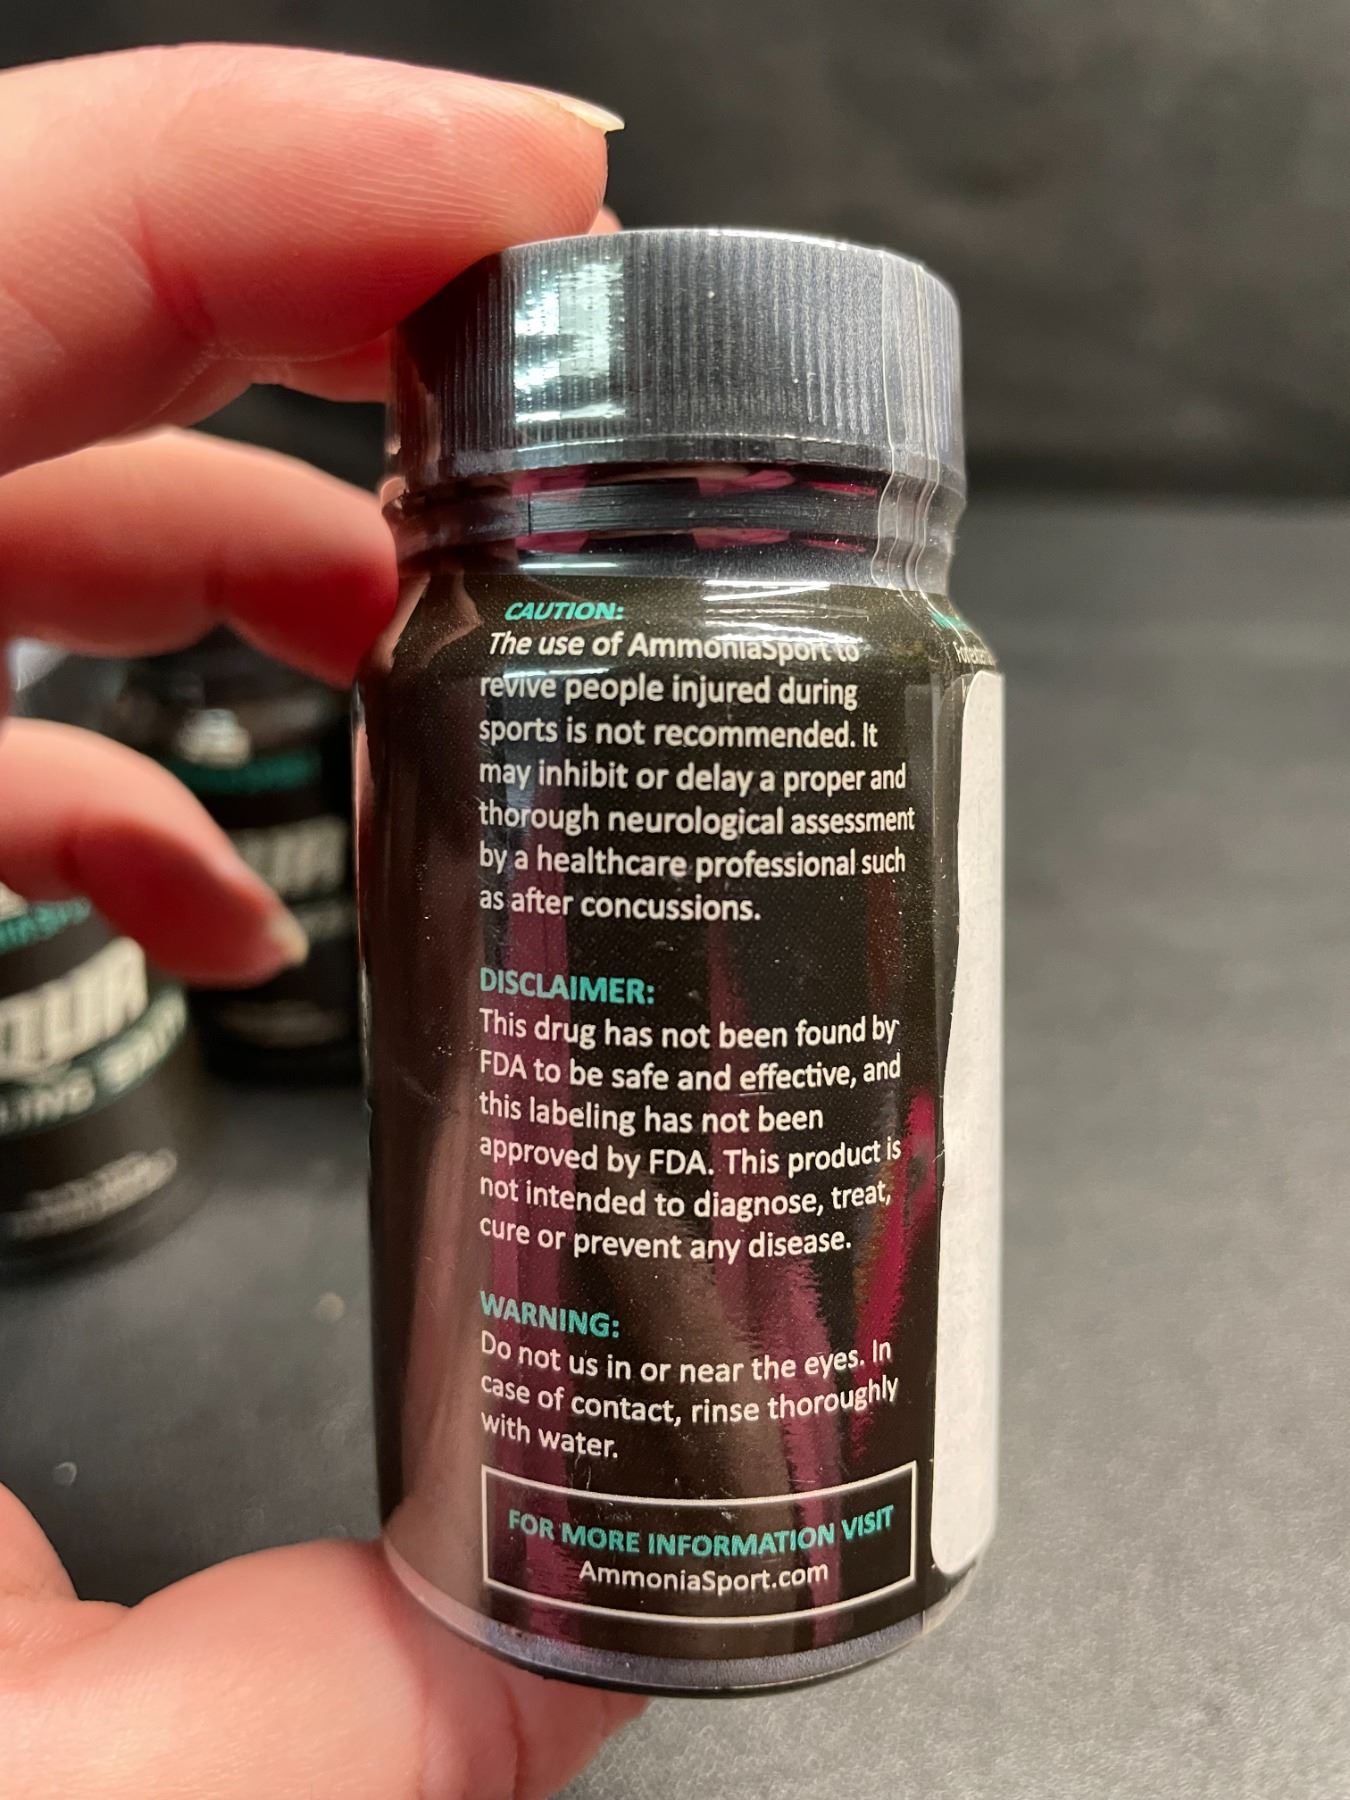 CAUTION:
The use of AmmoniaSport to
revive people injured during
sports is not recommended. It
may inhibit or delay a proper and
thorough neurological assessment
by a healthcare professional such
as after concussions.
DISCLAIMER:
This drug has not been found by
FDA to be safe and effective, and
this labeling has not been
approved by FDA. This product is
not intended to diagnose, treat,
cure or prevent any disease.
WARNING:
Do not us in or near the eyes. In
case of contact, rinse thoroughly
with water.
FOR MORE INFORMATION VISIT
AmmoniaSport.com